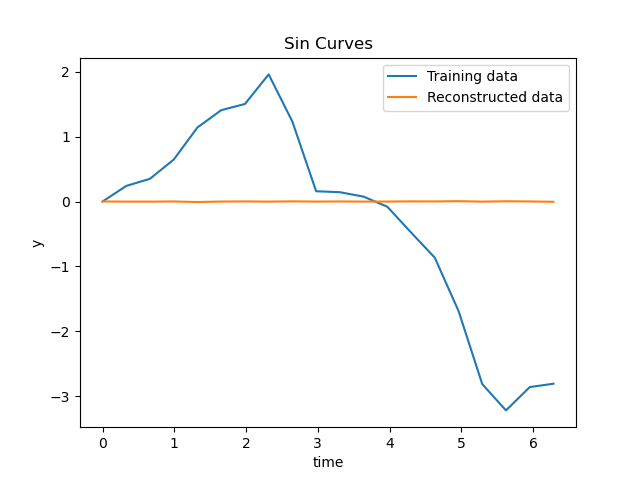 Sin Curves
Training data
Reconstructed data
2
1
0
−1
−2
−3
y
0 1 2 3 4 5 6
time